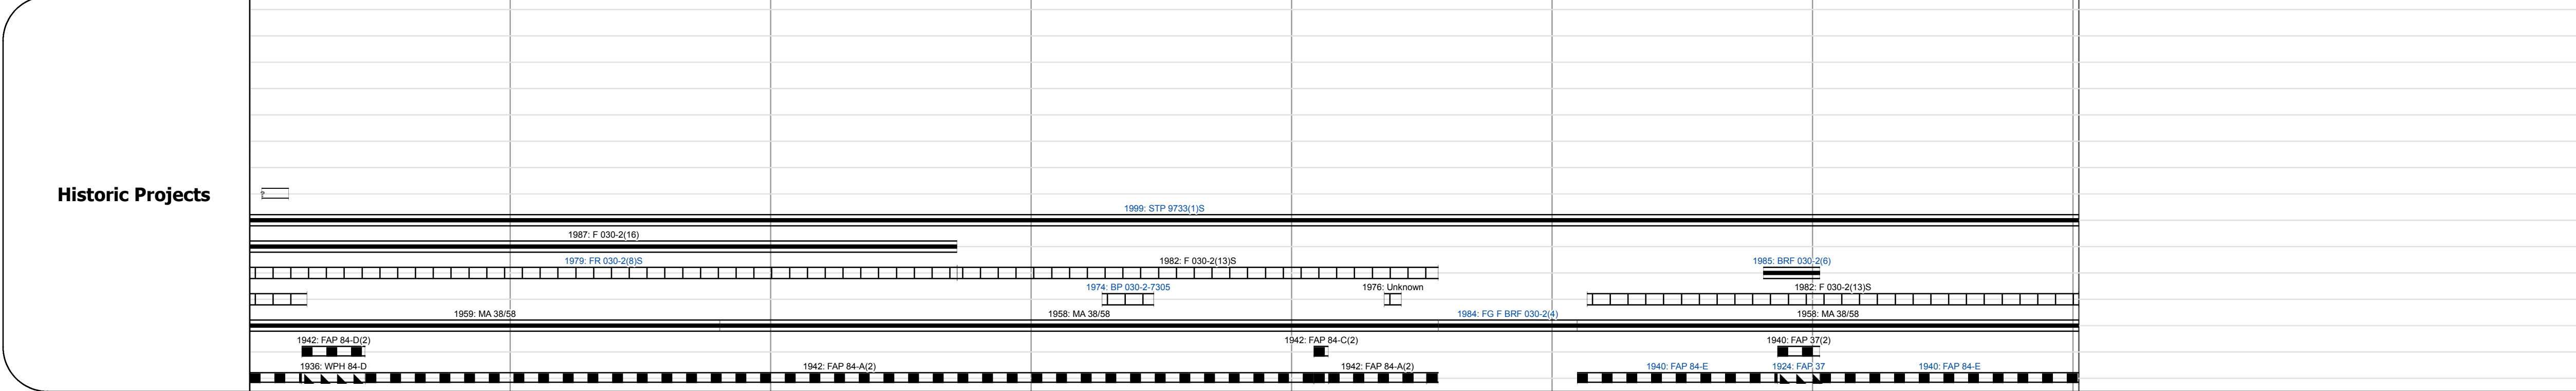 Historic Projects
1999: STP 9733(1)S
1987: F 030-2(16)
1979: FR 030-2(8)S 1982: F 030-2(13)S 1985: BRF 030-2(6)
1974: BP 030-2-7305 1976: Unknown 1982: F 030-2(13)S
1959: MA 38/58 1958: MA 38/58 1984: FG F BRF 030-2(4) 1958: MA 38/58
1942: FAP 84-D(2) 1942: FAP 84-C(2) 1940: FAP 37(2)
1936: WPH 84-D 1942: FAP 84-A(2) 1942: FAP 84-A(2) 1940: FAP 84-E 1924: FAP 37 1940: FAP 84-E